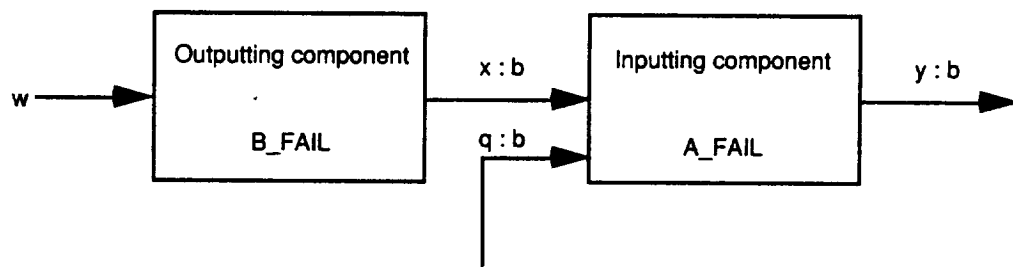 Outputting component
B_FAIL
w
x : b
q : b
Inputting component
A_FAIL
y : b